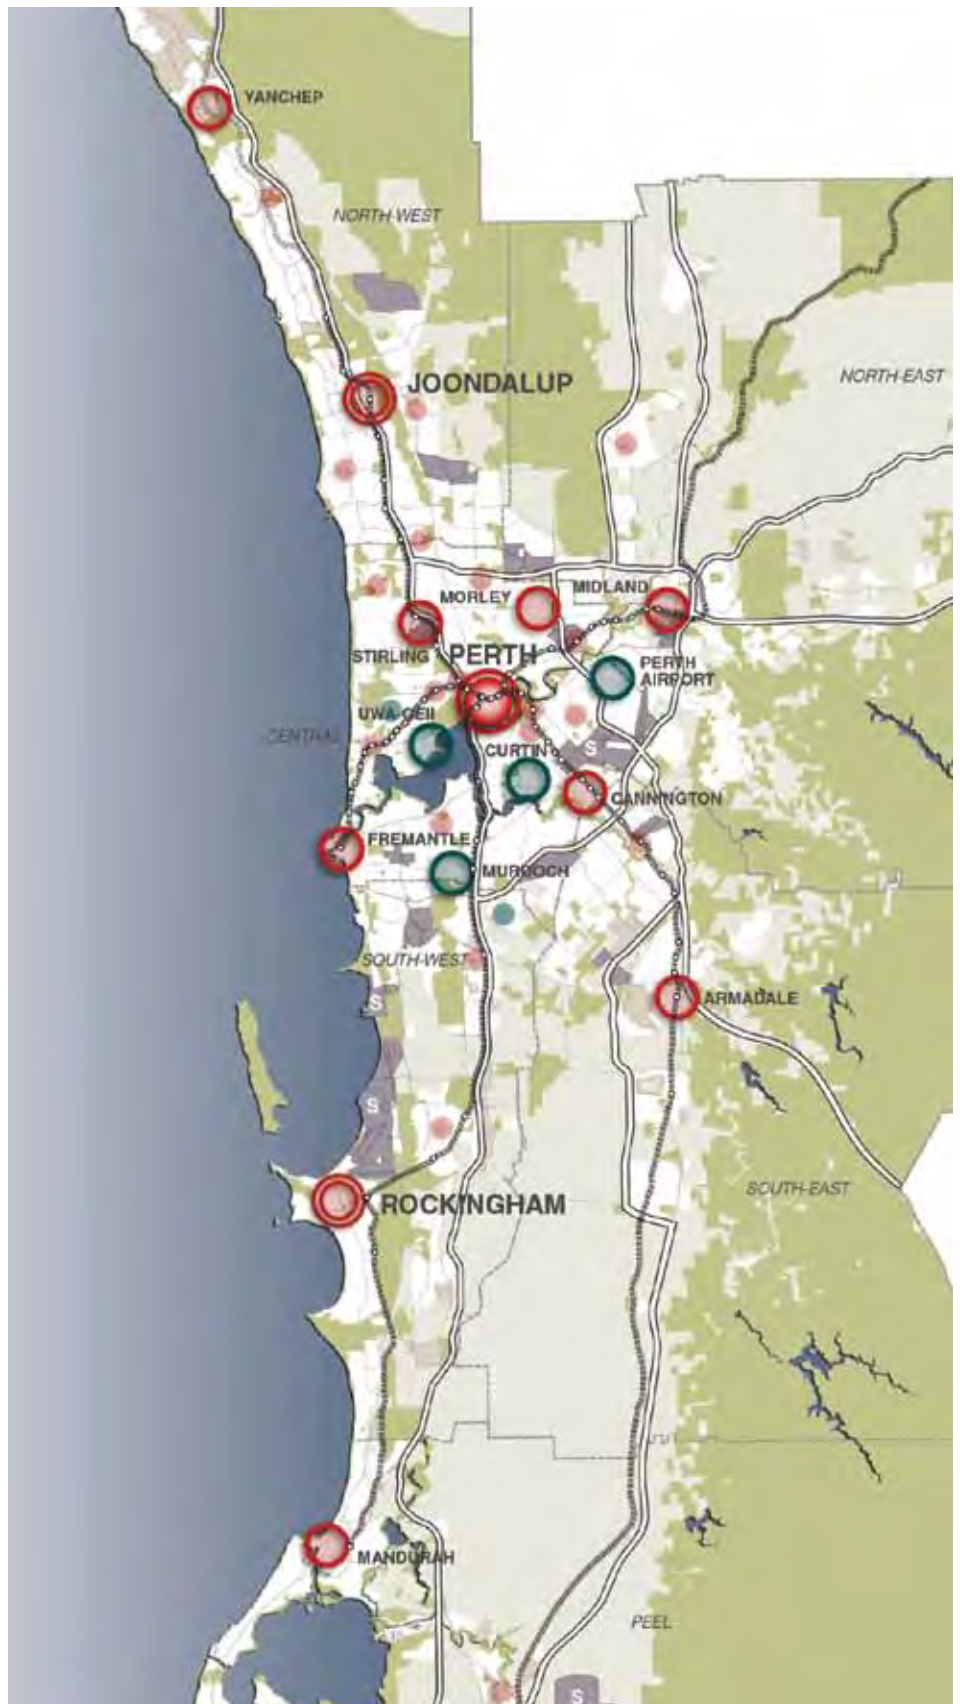 YANCHEP
NORTH-WEST
NORTH-EAST
JOONDALUP
MIDLAND
MORLEY
STIRLING
PERTH
PERTH
AIRPORT
UWA-QEII
CENTRAL
CURTIN
S
CANNINGTON
FREMANTLE
MURDOCH
SOUTH-WEST
S
ARMADALE
S
SOUTH-EAST
ROCKINGHAM
MANDURAH
PEEL
S